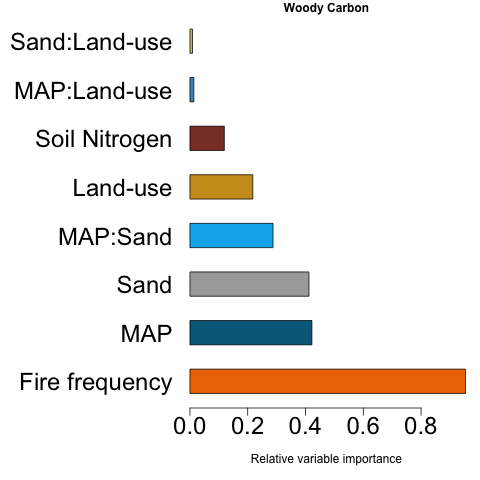 Woody Carbon
Sand:Land-use
MAP:Land-use
Soil Nitrogen
Land-use
MAP:Sand
Sand
MAP
Fire frequency
0.0 0.2 0.4 0.6 0.8
Relative variable importance